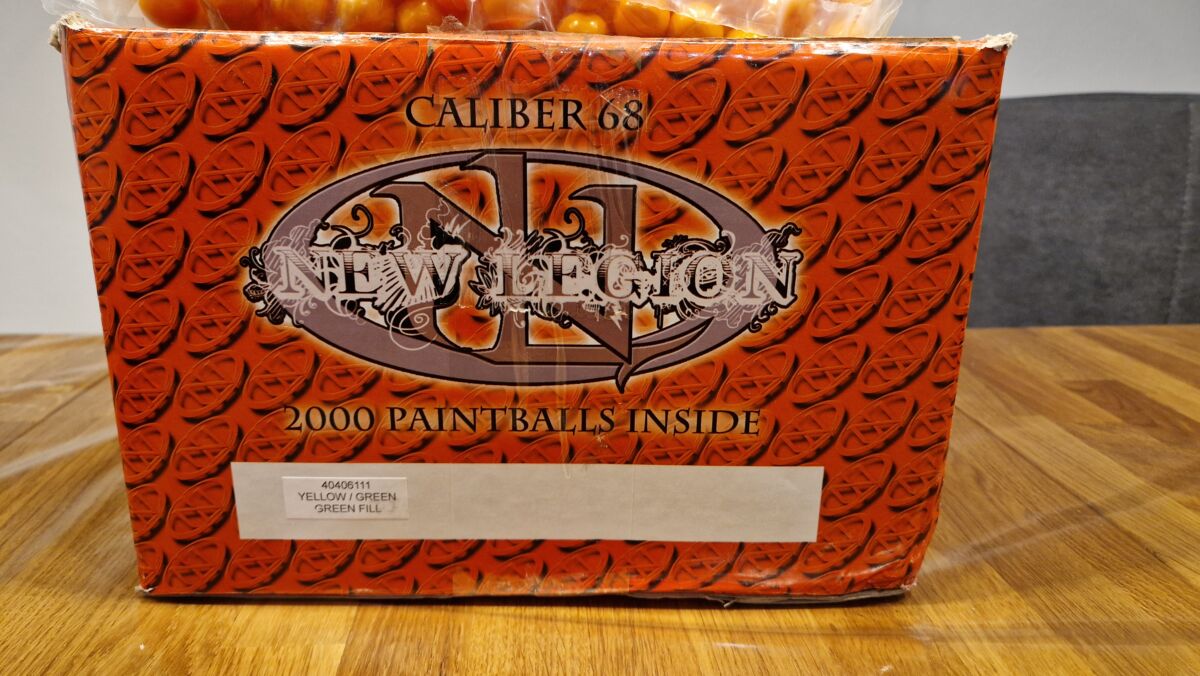 CALIBER 68
NEW LEGION
2000 PAINTBALLS INSIDE
40406111
YELLOW / GREEN
GREEN FILL